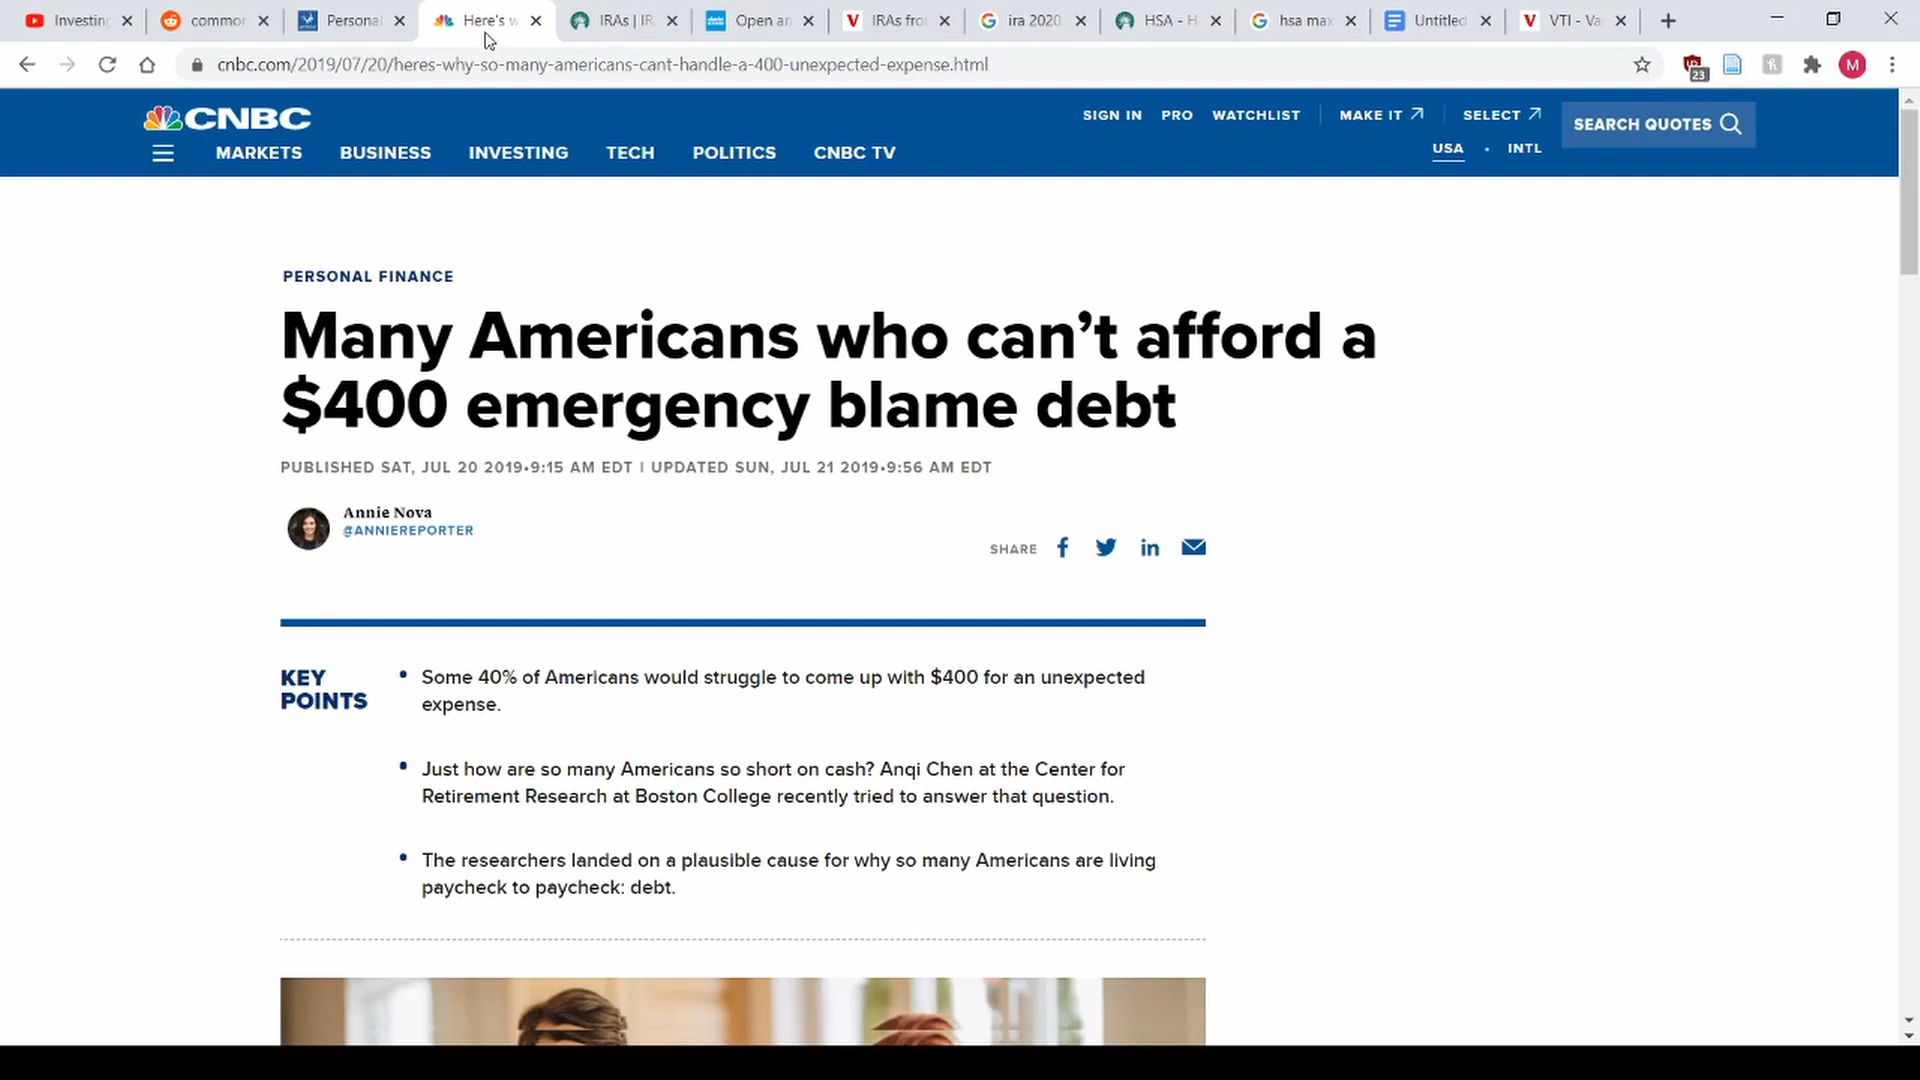 Investing
common
Personal
Here's w
IRAs | IR
Open an
IRAs fro
ira 2020
HSA - H
hsa max
Untitled
VTI - Va
cnbc.com/2019/07/20/heres-why-so-many-americans-cant-handle-a-400-unexpected-expense.html
23
M
CNBC
SIGN IN
PRO
WATCHLIST
MAKE IT
SELECT
SEARCH QUOTES
USA
INTL
MARKETS
BUSINESS
INVESTING
TECH
POLITICS
CNBC TV
PERSONAL FINANCE
Many Americans who can’t afford a
$400 emergency blame debt
PUBLISHED SAT, JUL 20 2019•9:15 AM EDT | UPDATED SUN, JUL 21 2019•9:56 AM EDT
Annie Nova
@ANNIEREPORTER
SHARE
KEY
POINTS
• Some 40% of Americans would struggle to come up with $400 for an unexpected
expense.
• Just how are so many Americans so short on cash? Anqi Chen at the Center for
Retirement Research at Boston College recently tried to answer that question.
• The researchers landed on a plausible cause for why so many Americans are living
paycheck to paycheck: debt.